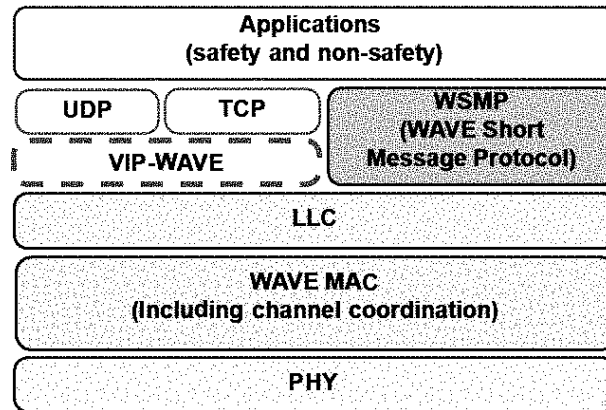 Applications
(safety and non-safety)
UDP
TCP
WSMP
(WAVE Short
Message Protocol)
VIP-WAVE
LLC
WAVE MAC
(Including channel coordination)
PHY